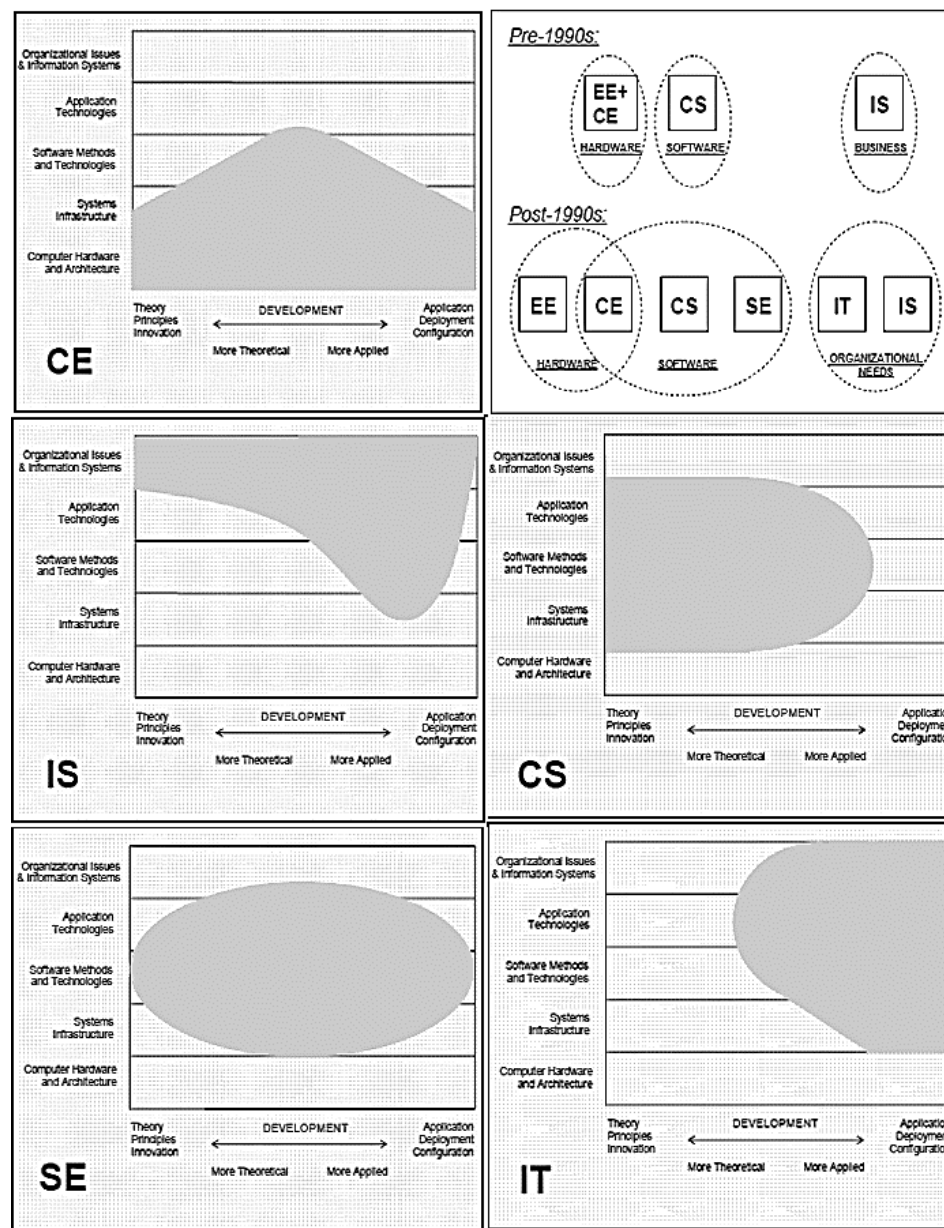 Organizational Issues
& Information Systems
Application
Technologies
Software Methods
and Technologies
Systems
Infrastructure
Computer Hardware
and Architecture
Theory
Principles
Innovation
DEVELOPMENT
More Theoretical
More Applied
Application
Deployment
Configuration
CE
Pre-1990s:
EE+
CE
CS
IS
HARDWARE
SOFTWARE
BUSINESS
Post-1990s:
EE
CE
CS
SE
IT
IS
HARDWARE
SOFTWARE
ORGANIZATIONAL
NEEDS
Organizational Issues
& Information Systems
Application
Technologies
Software Methods
and Technologies
Systems
Infrastructure
Computer Hardware
and Architecture
Theory
Principles
Innovation
DEVELOPMENT
More Theoretical
More Applied
Application
Deployment
Configuration
IS
Organizational Issues
& Information Systems
Application
Technologies
Software Methods
and Technologies
Systems
Infrastructure
Computer Hardware
and Architecture
Theory
Principles
Innovation
DEVELOPMENT
More Theoretical
More Applied
Applicatio
Deployme
Configuratio
CS
Organizational Issues
& Information Systems
Application
Technologies
Software Methods
and Technologies
Systems
Infrastructure
Computer Hardware
and Architecture
Theory
Principles
Innovation
DEVELOPMENT
More Theoretical
More Applied
Application
Deployment
Configuration
SE
Organizational Issues
& Information Systems
Application
Technologies
Software Methods
and Technologies
Systems
Infrastructure
Computer Hardware
and Architecture
Theory
Principles
Innovation
DEVELOPMENT
More Theoretical
More Applied
Applicatio
Deployme
Configuratio
IT